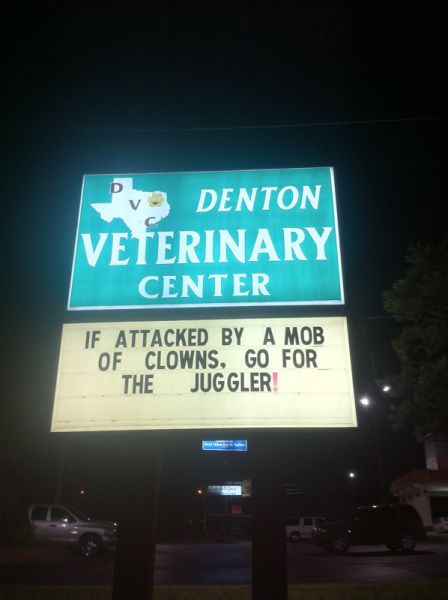 D
V
C
DENTON
VETERINARY
CENTER
IF ATTACKED BY A MOB
OF CLOWNS, GO FOR
THE JUGGLER!